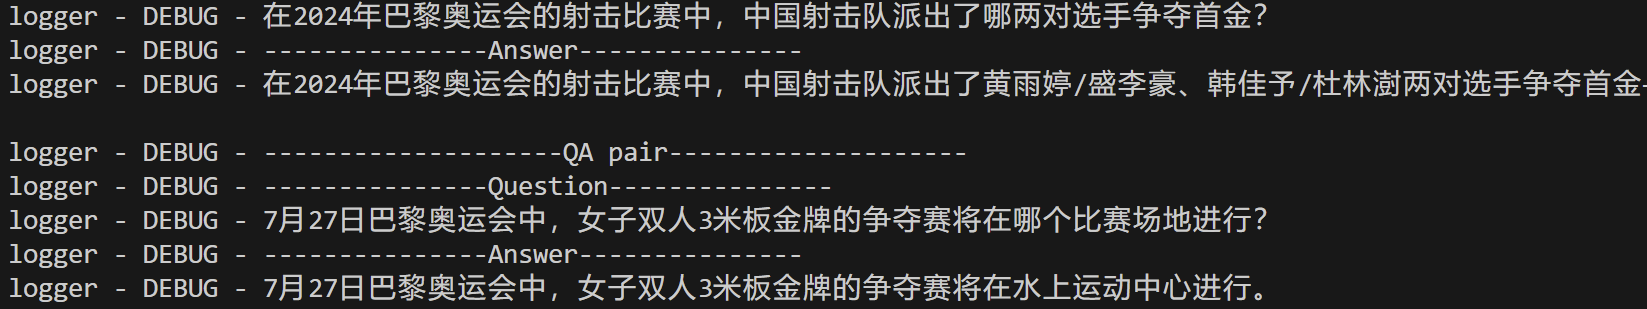 logger - DEBUG - 在2024年巴黎奥运会的射击比赛中，中国射击队派出了哪两对选手争夺首金？
logger - DEBUG - ---------------Answer---------------
logger - DEBUG - 在2024年巴黎奥运会的射击比赛中，中国射击队派出了黄雨婷/盛李豪、韩佳予/杜林澍两对选手争夺首金
logger - DEBUG - --------------------QA pair--------------------
logger - DEBUG - ---------------Question---------------
logger - DEBUG - 7月27日巴黎奥运会中，女子双人3米板金牌的争夺赛将在哪个比赛场地进行？
logger - DEBUG - ---------------Answer---------------
logger - DEBUG - 7月27日巴黎奥运会中，女子双人3米板金牌的争夺赛将在水上运动中心进行。